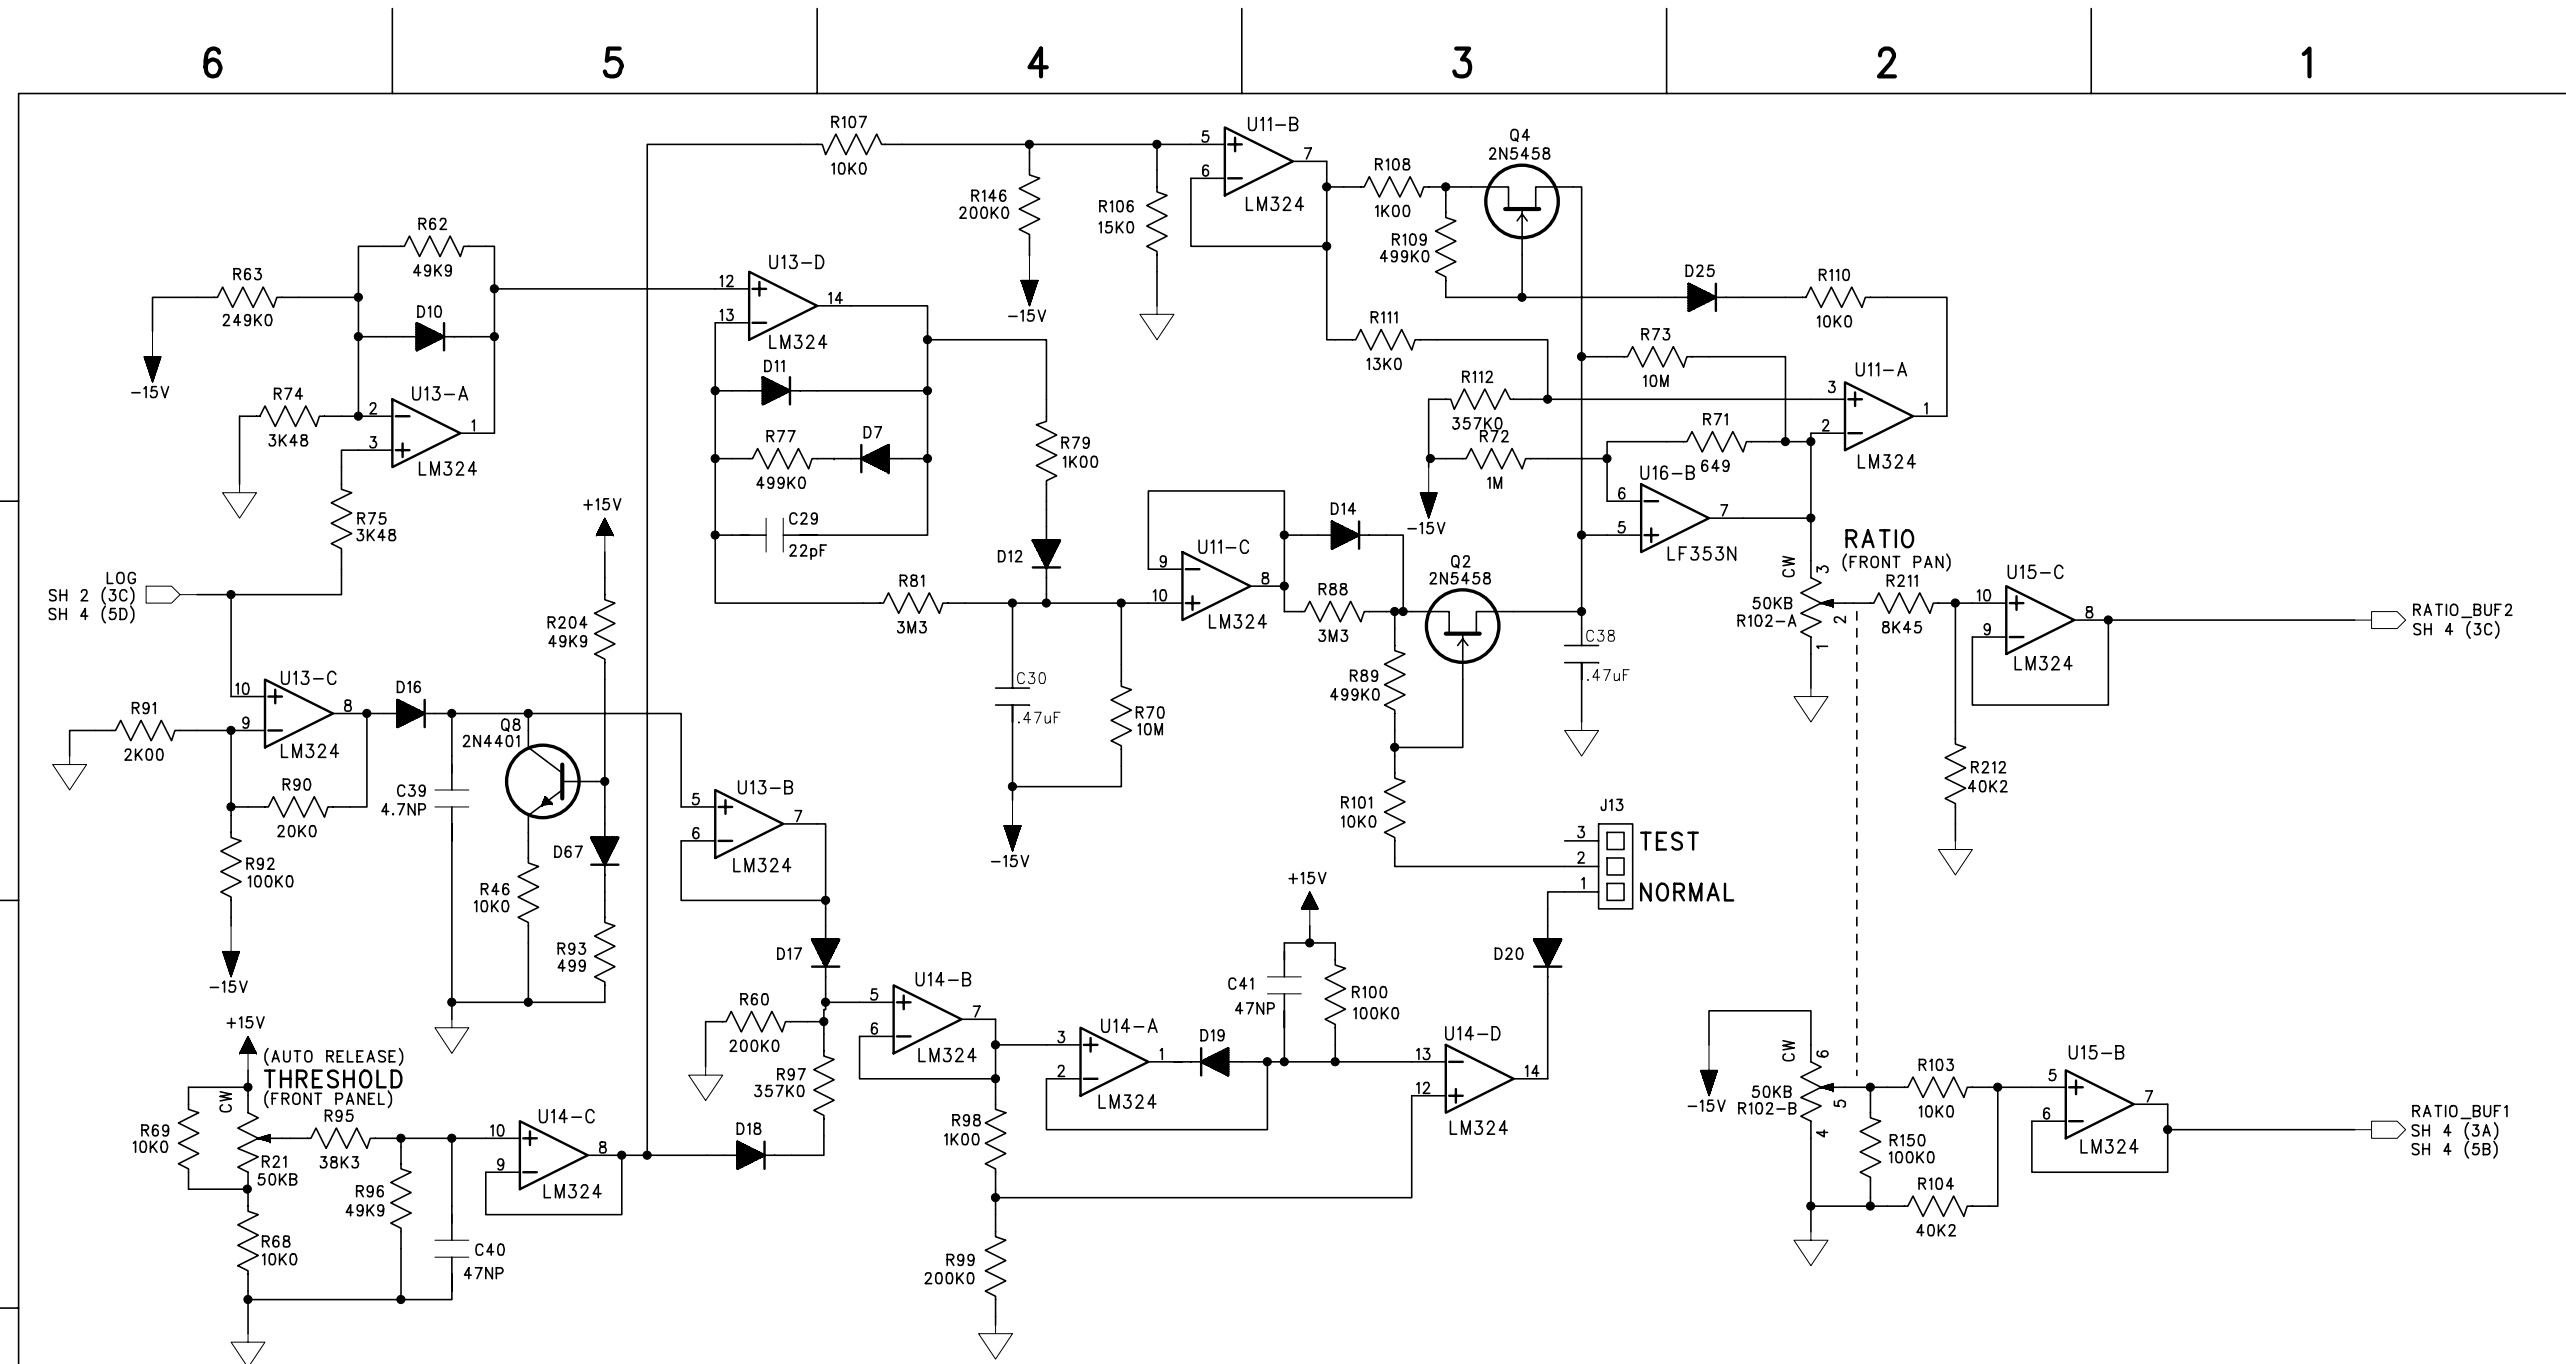 6 5 4 3 2 1
R107
10K0
R146
200K0
-15V
R106
15K0
U11-B
5
6
7
LM324
R108
1K00
Q4
2N5458
R109
499K0
D25
R110
10K0
R111
13K0
R73
10M
U11-A
3
2
1
LM324
R112
357K0
R72
1M
-15V
R71
649
U16-B
6
5
7
LF353N
R62
49K9
R63
249K0
-15V
D10
R74
3K48
U13-A
2
3
1
LM324
R75
3K48
LOG
SH 2 (3C)
SH 4 (5D)
U13-D
12
13
14
LM324
D11
R77
499K0
D7
C29
22pF
R79
1K00
D12
R81
3M3
C30
.47uF
R70
10M
-15V
U11-C
9
10
8
LM324
D14
R88
3M3
Q2
2N5458
R89
499K0
R101
10K0
C38
.47uF
J13
3
2
1
TEST
NORMAL
D20
RATIO
(FRONT PAN)
CW
3
2
1
50KB
R102-A
R211
8K45
R212
40K2
U15-C
10
9
8
LM324
RATIO_BUF2
SH 4 (3C)
+15V
R204
49K9
U13-C
10
9
8
LM324
R91
2K00
R90
20K0
R92
100K0
-15V
D16
C39
4.7NP
Q8
2N4401
D67
R46
10K0
R93
499
U13-B
5
6
7
LM324
D17
R60
200K0
R97
357K0
D18
U14-B
5
6
7
LM324
R98
1K00
R99
200K0
U14-A
3
2
1
LM324
D19
+15V
C41
47NP
R100
100K0
U14-D
13
12
14
LM324
+15V
(AUTO RELEASE)
THRESHOLD
(FRONT PANEL)
CW
R69
10K0
R21
50KB
R68
10K0
R95
38K3
R96
49K9
C40
47NP
U14-C
10
9
8
LM324
-15V
CW
6
5
4
50KB
R102-B
R103
10K0
R150
100K0
R104
40K2
U15-B
5
6
7
LM324
RATIO_BUF1
SH 4 (3A)
SH 4 (5B)